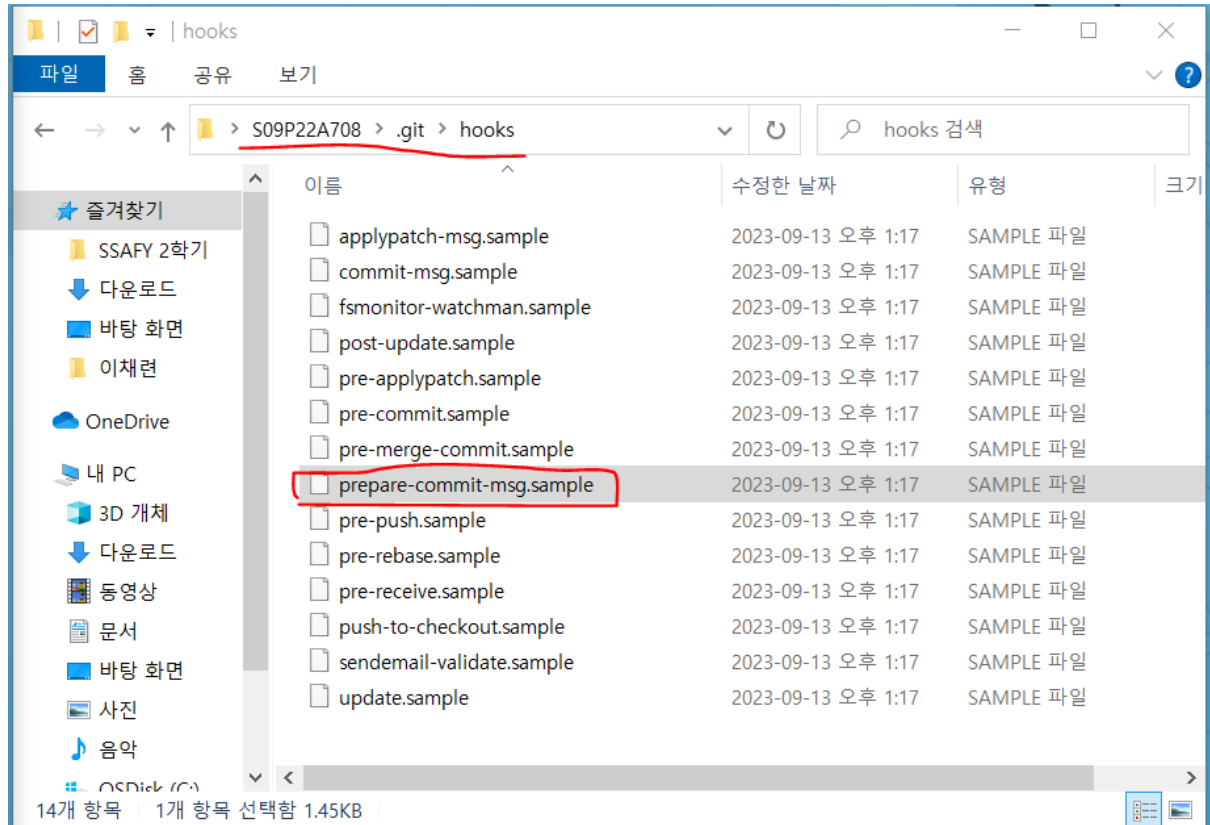 hooks
파일 홈 공유 보기
S09P22A708 > .git > hooks hooks 검색
이름 수정한 날짜 유형 크기
즐겨찾기
SSAFY 2학기
다운로드
바탕 화면
이채련
OneDrive
내 PC
3D 개체
다운로드
동영상
문서
바탕 화면
사진
음악
OSDisk (C:)
applypatch-msg.sample 2023-09-13 오후 1:17 SAMPLE 파일
commit-msg.sample 2023-09-13 오후 1:17 SAMPLE 파일
fsmonitor-watchman.sample 2023-09-13 오후 1:17 SAMPLE 파일
post-update.sample 2023-09-13 오후 1:17 SAMPLE 파일
pre-applypatch.sample 2023-09-13 오후 1:17 SAMPLE 파일
pre-commit.sample 2023-09-13 오후 1:17 SAMPLE 파일
pre-merge-commit.sample 2023-09-13 오후 1:17 SAMPLE 파일
prepare-commit-msg.sample 2023-09-13 오후 1:17 SAMPLE 파일
pre-push.sample 2023-09-13 오후 1:17 SAMPLE 파일
pre-rebase.sample 2023-09-13 오후 1:17 SAMPLE 파일
pre-receive.sample 2023-09-13 오후 1:17 SAMPLE 파일
push-to-checkout.sample 2023-09-13 오후 1:17 SAMPLE 파일
sendemail-validate.sample 2023-09-13 오후 1:17 SAMPLE 파일
update.sample 2023-09-13 오후 1:17 SAMPLE 파일
14개 항목 1개 항목 선택함 1.45KB